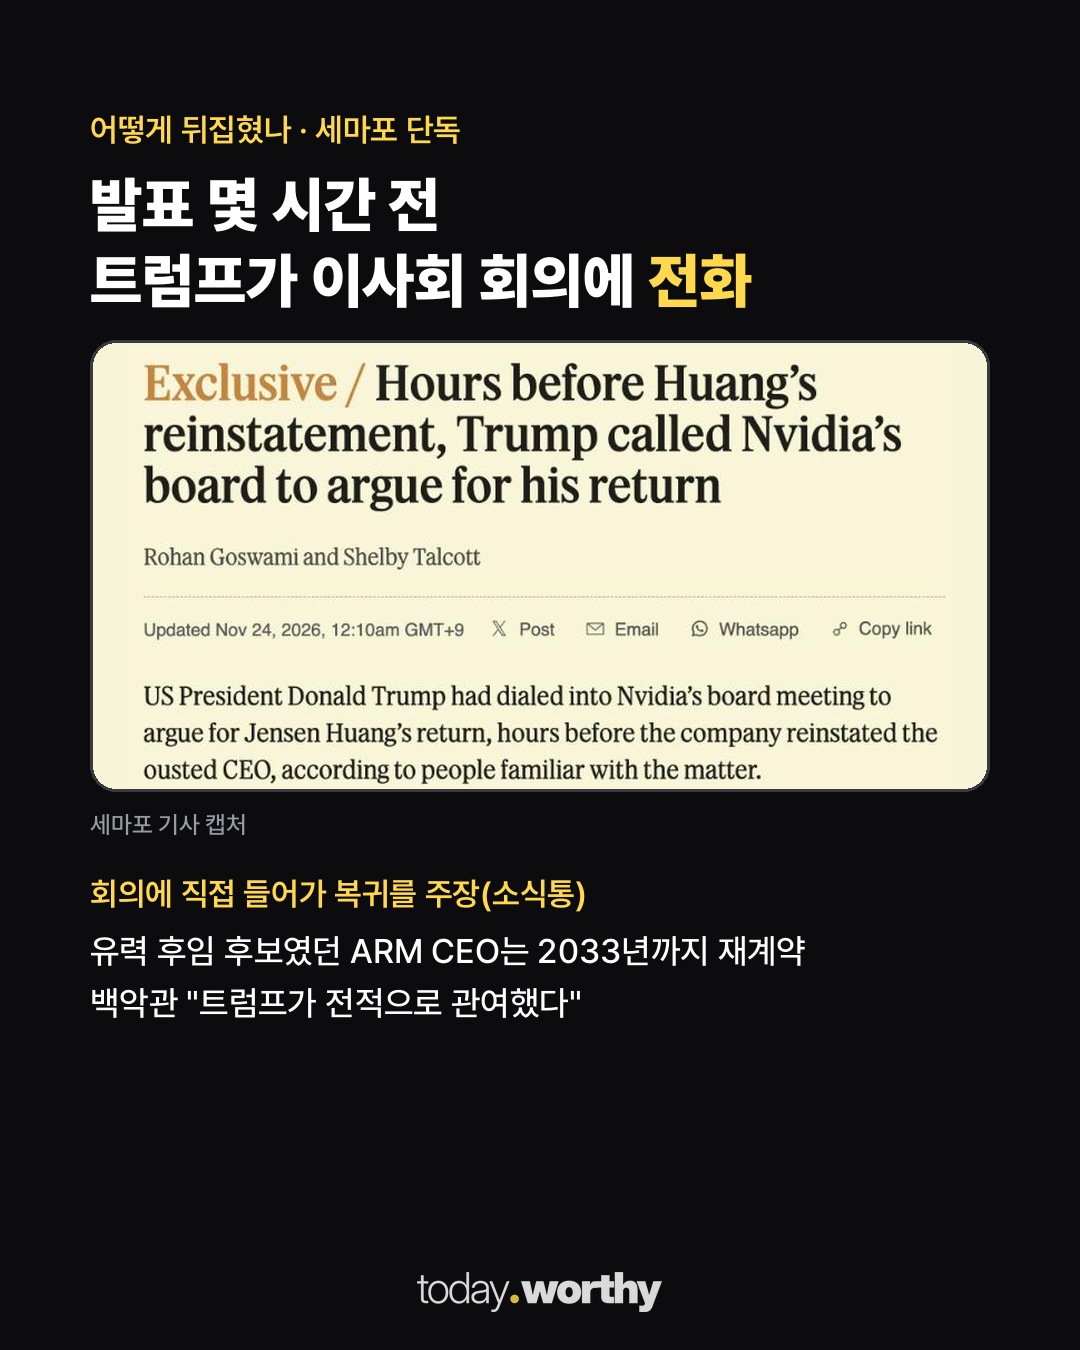 어떻게 뒤집혔나 · 세마포 단독
발표 몇 시간 전
트럼프가 이사회 회의에 전화
Exclusive / Hours before Huang’s
reinstatement, Trump called Nvidia’s
board to argue for his return
Rohan Goswami and Shelby Talcott
Updated Nov 24, 2026, 12:10am GMT+9 Post Email Whatsapp Copy link
US President Donald Trump had dialed into Nvidia’s board meeting to
argue for Jensen Huang’s return, hours before the company reinstated the
ousted CEO, according to people familiar with the matter.
세마포 기사 캡처
회의에 직접 들어가 복귀를 주장(소식통)
유력 후임 후보였던 ARM CEO는 2033년까지 재계약
백악관 "트럼프가 전적으로 관여했다"
today.worthy